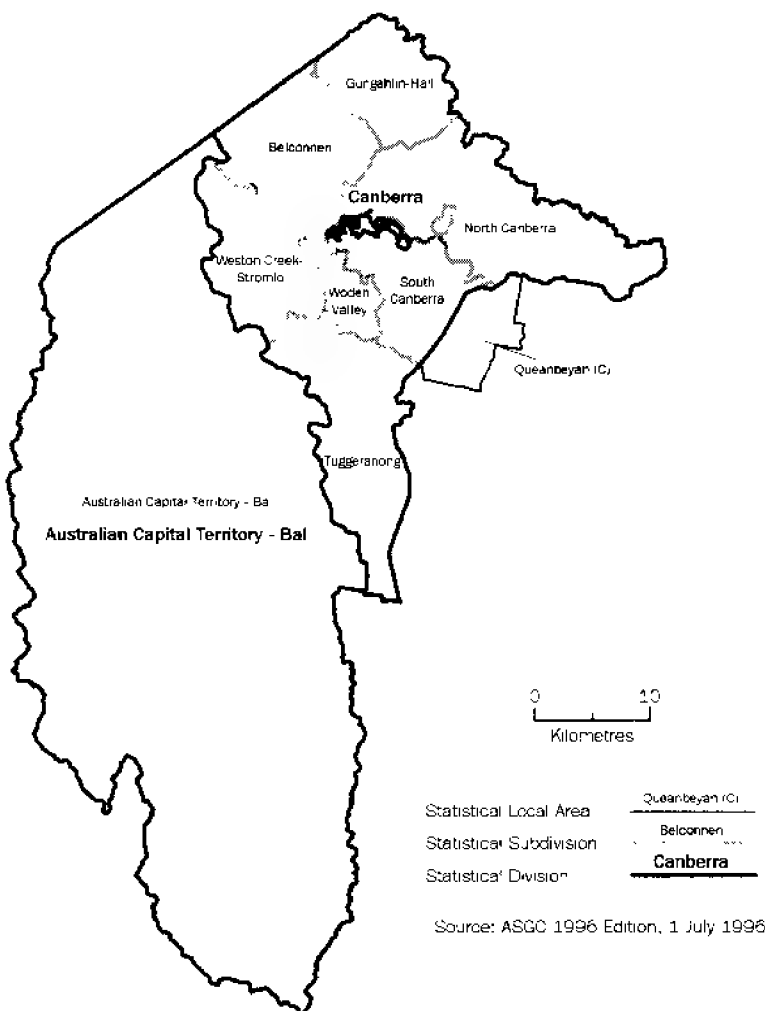 Gungahlin-Hall
Belconnen
Canberra
North Canberra
Weston Creek-
Stromlo
South
Canberra
Woden
Valley
Queanbeyan (C)
Tuggeranong
Australian Capital Territory - Bal
Australian Capital Territory - Bal
0 10
Kilometres
Statistical Local Area Queanbeyan (C)
Statistical Subdivision Belconnen
Statistical Division Canberra
Source: ASGC 1996 Edition, 1 July 1996